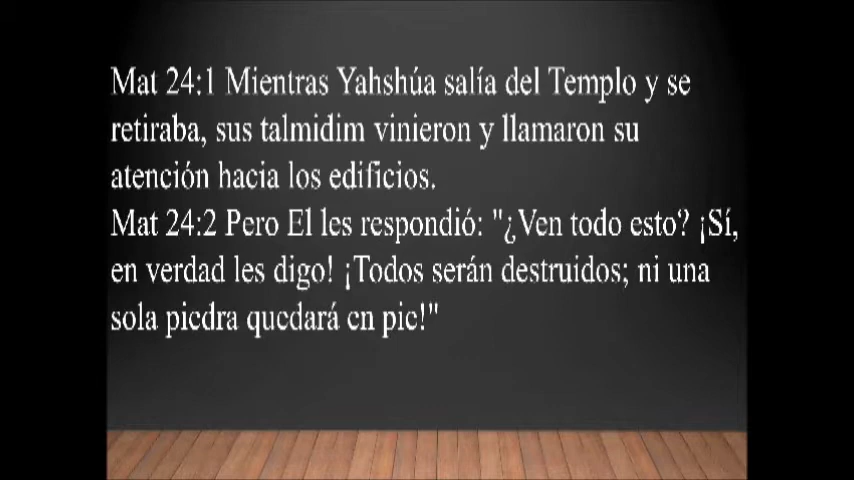 Mat 24:1 Mientras Yahshúa salía del Templo y se
retiraba, sus talmidim vinieron y llamaron su
atención hacia los edificios.
Mat 24:2 Pero El les respondió: "¿Ven todo esto? ¡Sí,
en verdad les digo! ¡Todos serán destruidos; ni una
sola piedra quedará en pie!"